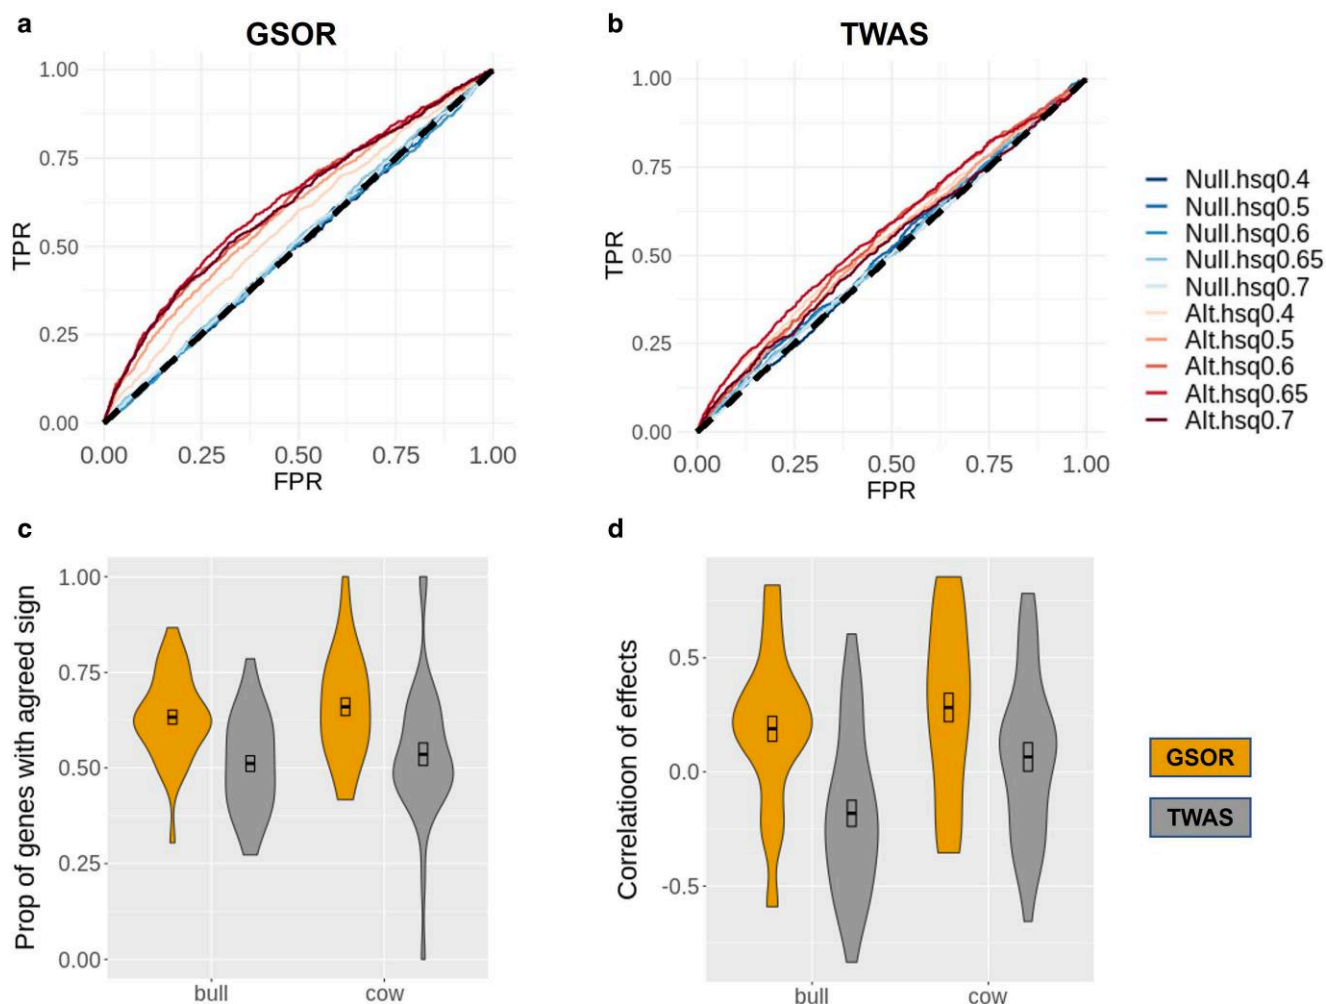 a
GSOR
1.00
0.75
0.50
0.25
0.00
TPR
0.00 0.25 0.50 0.75 1.00
FPR
b
TWAS
1.00
0.75
0.50
0.25
0.00
TPR
0.00 0.25 0.50 0.75 1.00
FPR
Null.hsq0.4
Null.hsq0.5
Null.hsq0.6
Null.hsq0.65
Null.hsq0.7
Alt.hsq0.4
Alt.hsq0.5
Alt.hsq0.6
Alt.hsq0.65
Alt.hsq0.7
c
Prop of genes with agreed sign
1.00
0.75
0.50
0.25
0.00
bull cow
d
Correlatioon of effects
0.5
0.0
-0.5
bull cow
GSOR
TWAS